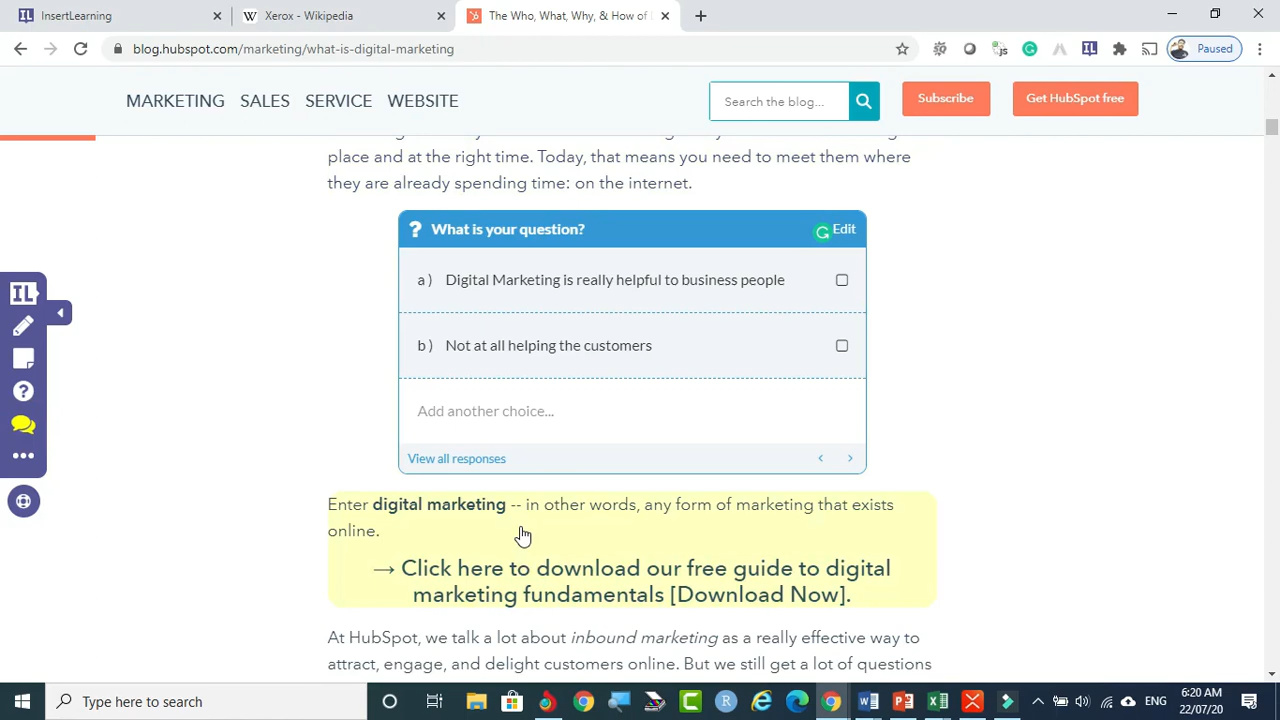 InsertLearning
W Xerox - Wikipedia
The Who, What, Why, & How of
blog.hubspot.com/marketing/what-is-digital-marketing
js
IL
Paused
MARKETING SALES SERVICE WEBSITE
Search the blog...
Subscribe
Get HubSpot free
place and at the right time. Today, that means you need to meet them where
they are already spending time: on the internet.
? What is your question?
Edit
a ) Digital Marketing is really helpful to business people
b ) Not at all helping the customers
Add another choice...
View all responses
IL
Enter digital marketing -- in other words, any form of marketing that exists
online.
→ Click here to download our free guide to digital
marketing fundamentals [Download Now].
At HubSpot, we talk a lot about inbound marketing as a really effective way to
attract, engage, and delight customers online. But we still get a lot of questions
Type here to search
ENG
6:20 AM
22/07/20